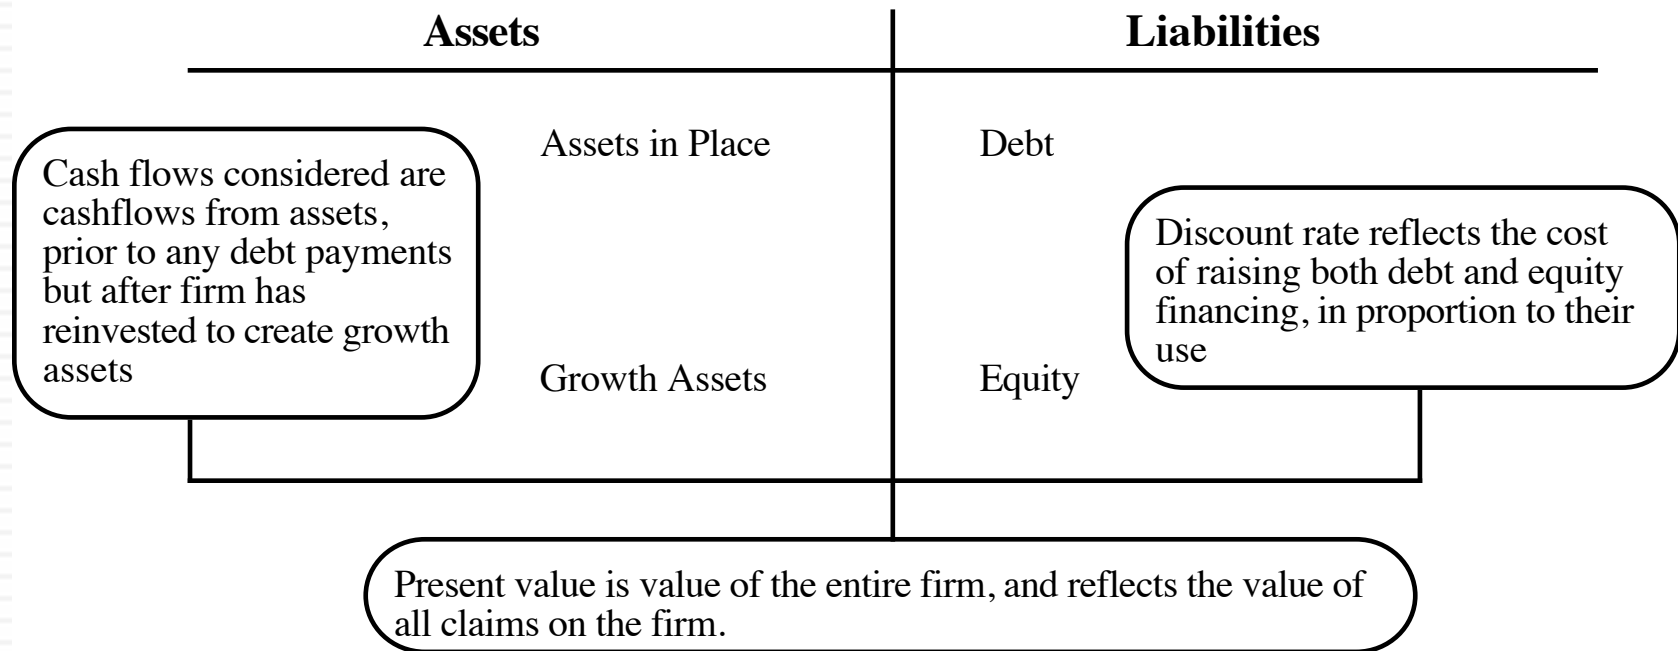 Assets
Liabilities
Assets in Place
Debt
Cash flows considered are
cashflows from assets,
prior to any debt payments
but after firm has
reinvested to create growth
assets
Discount rate reflects the cost
of raising both debt and equity
financing, in proportion to their
use
Growth Assets
Equity
Present value is value of the entire firm, and reflects the value of
all claims on the firm.